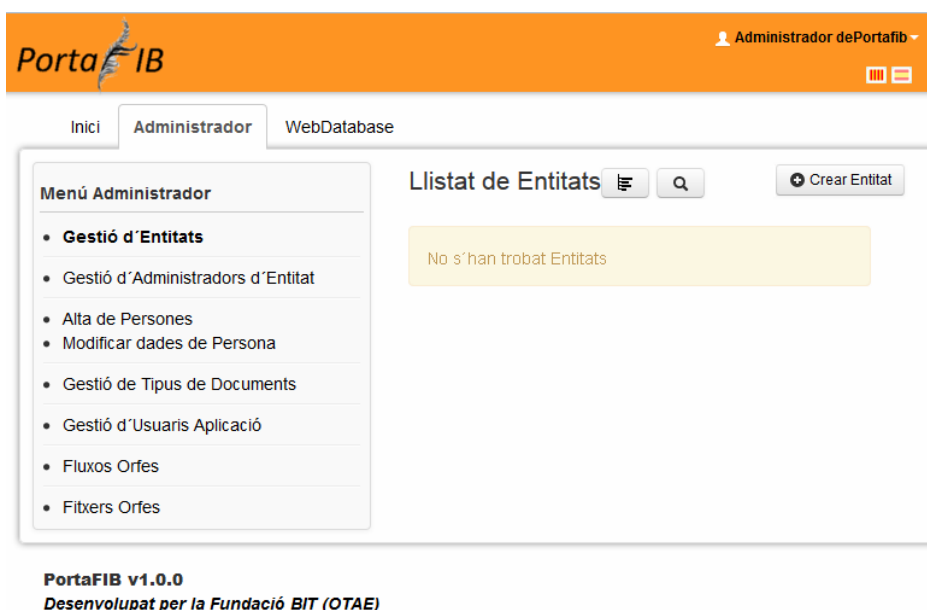 PortaFIB
Administrador dePortafib
Inici Administrador WebDatabase
Menú Administrador
Gestió d´Entitats
Gestió d´Administradors d´Entitat
Alta de Persones
Modificar dades de Persona
Gestió de Tipus de Documents
Gestió d´Usuaris Aplicació
Fluxos Orfes
Fitxers Orfes
Llistat de Entitats
Crear Entitat
No s´han trobat Entitats
PortaFIB v1.0.0
Desenvolupat per la Fundació BIT (OTAE)